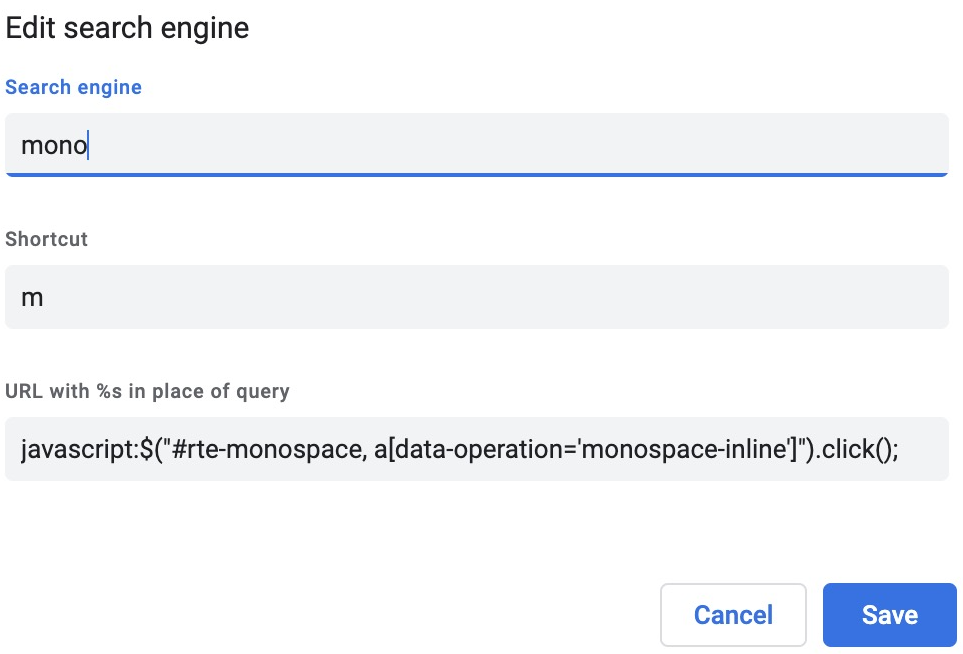 Edit search engine
Search engine
mono
Shortcut
m
URL with %s in place of query
javascript:$("#rte-monospace, a[data-operation='monospace-inline']").click();
Cancel Save